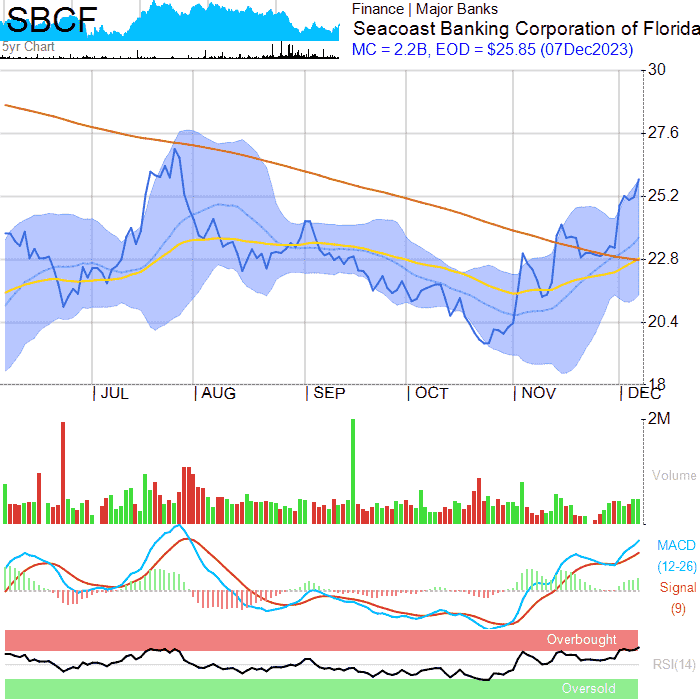 SBCF
5yr Chart
Finance | Major Banks
Seacoast Banking Corporation of Florida
MC = 2.2B, EOD = $25.85 (07Dec2023)
30
27.6
25.2
22.8
20.4
18
JUL AUG SEP OCT NOV DEC
2M
Volume
MACD
(12-26)
Signal
(9)
Overbought
RSI(14)
Oversold